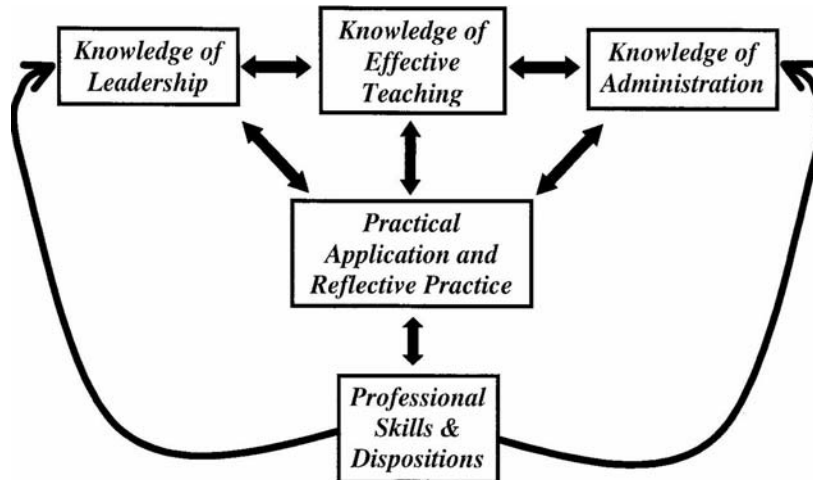 Knowledge of
Leadership
Knowledge of
Effective
Teaching
Knowledge of
Administration
Practical
Application and
Reflective Practice
Professional
Skills &
Dispositions